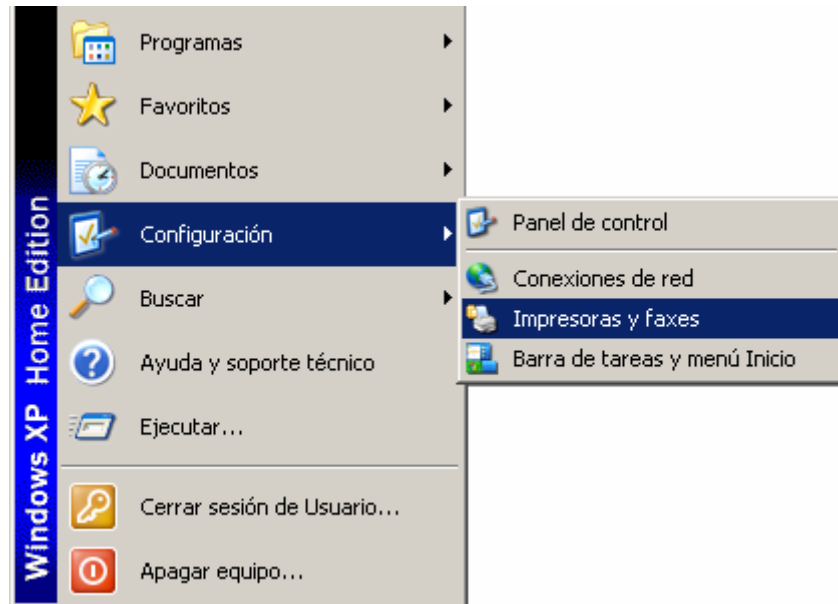 Windows XP Home Edition
Programas
Favoritos
Documentos
Configuración
Buscar
Ayuda y soporte técnico
Ejecutar...
Cerrar sesión de Usuario...
Apagar equipo...
Panel de control
Conexiones de red
Impresoras y faxes
Barra de tareas y menú Inicio